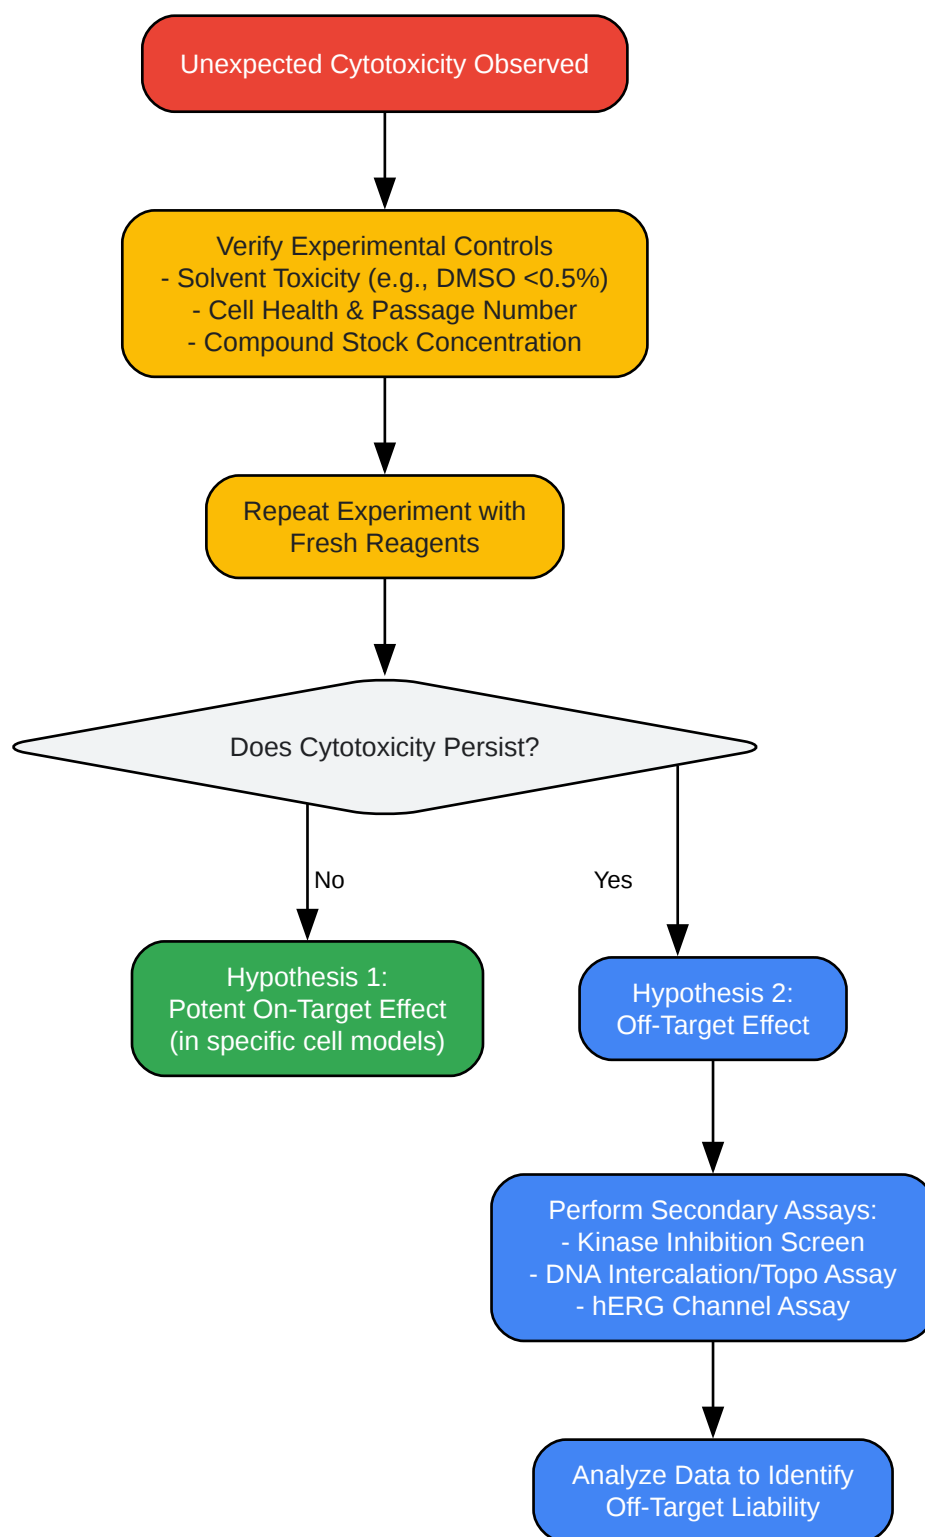 Unexpected Cytotoxicity Observed
Verify Experimental Controls
- Solvent Toxicity (e.g., DMSO <0.5%)
- Cell Health & Passage Number
- Compound Stock Concentration
Repeat Experiment with
Fresh Reagents
Does Cytotoxicity Persist?
No
Yes
Hypothesis 1:
Potent On-Target Effect
(in specific cell models)
Hypothesis 2:
Off-Target Effect
Perform Secondary Assays:
- Kinase Inhibition Screen
- DNA Intercalation/Topo Assay
- hERG Channel Assay
Analyze Data to Identify
Off-Target Liability